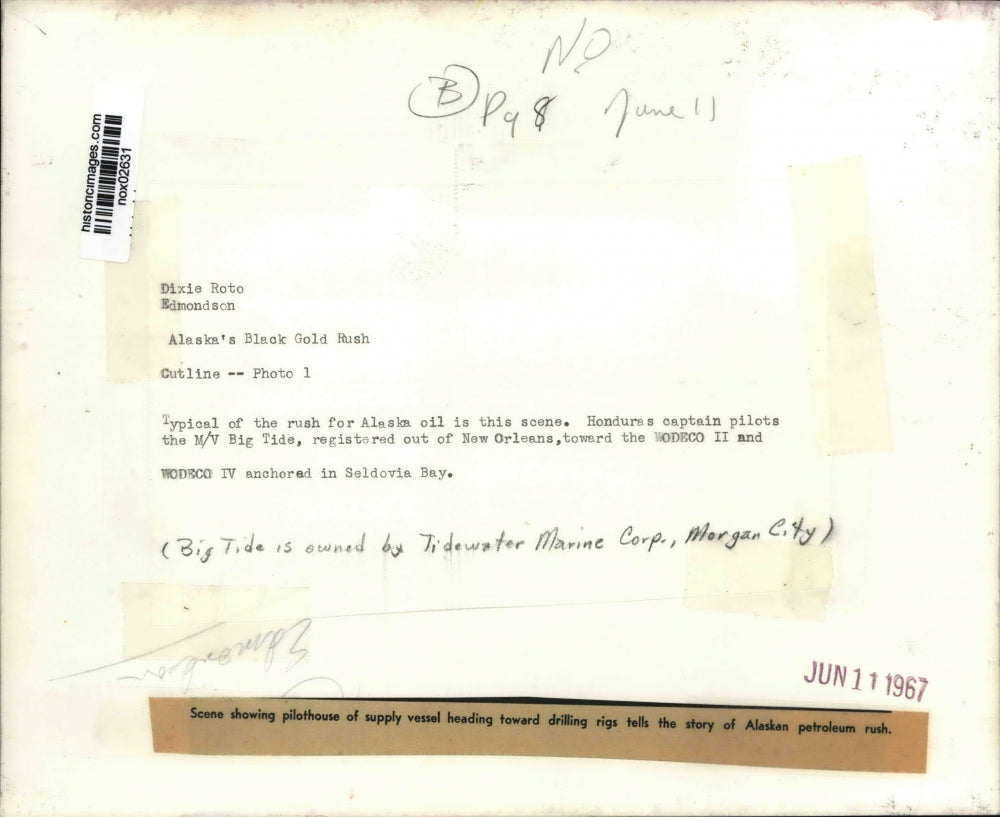 NO
B Pg 8 June 11
historicimages.com
nox02631
Dixie Roto
Edmondson
Alaska's Black Gold Rush
Cutline -- Photo 1
Typical of the rush for Alaska oil is this scene. Honduras captain pilots
the M/V Big Tide, registered out of New Orleans,toward the WODECO II and
WODECO IV anchored in Seldovia Bay.
(Big Tide is owned by Tidewater Marine Corp., Morgan City)
Edmondson
JUN 11 1967
Scene showing pilothouse of supply vessel heading toward drilling rigs tells the story of Alaskan petroleum rush.